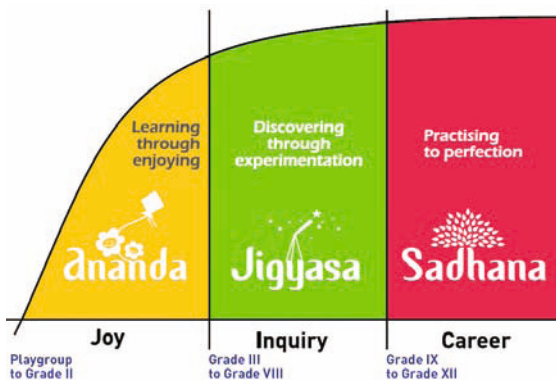 Learning
through
enjoying
Discovering
through
experimentation
Practising
to perfection
ananda
Jigyasa
Sadhana
Joy
Inquiry
Career
Playgroup
to Grade II
Grade III
to Grade VIII
Grade IX
to Grade XII